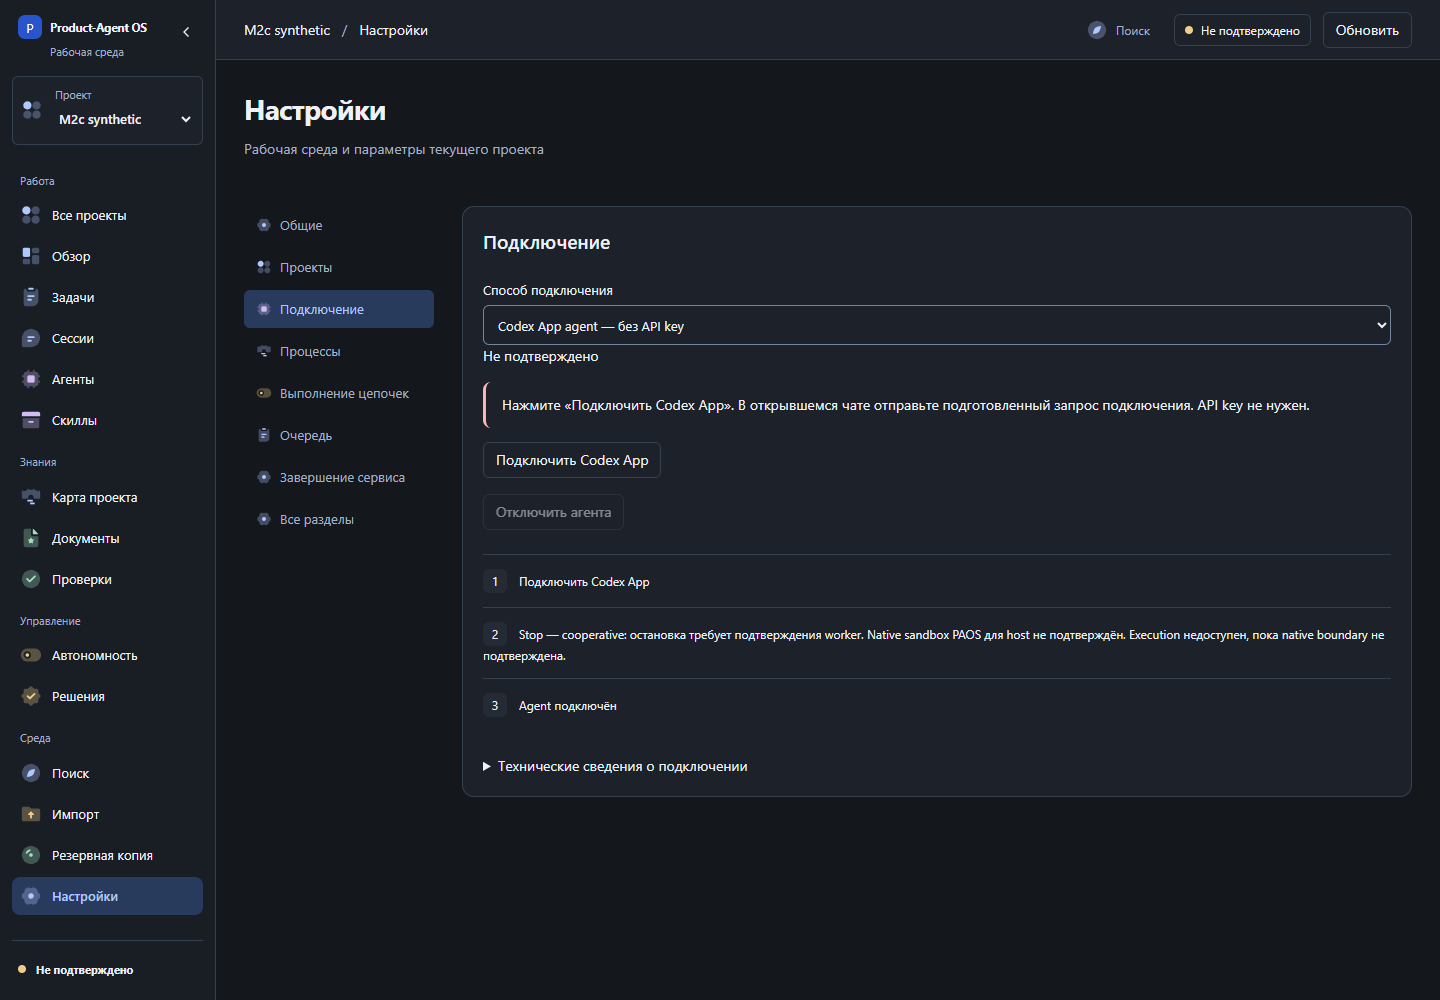 P
Product-Agent OS
Рабочая среда
Проект
M2c synthetic
Работа
Все проекты
Обзор
Задачи
Сессии
Агенты
Скиллы
Знания
Карта проекта
Документы
Проверки
Управление
Автономность
Решения
Среда
Поиск
Импорт
Резервная копия
Настройки
Не подтверждено
M2c synthetic / Настройки
Поиск
Не подтверждено
Обновить
Настройки
Рабочая среда и параметры текущего проекта
Общие
Проекты
Подключение
Процессы
Выполнение цепочек
Очередь
Завершение сервиса
Все разделы
Подключение
Способ подключения
Codex App agent — без API key
Не подтверждено
Нажмите «Подключить Codex App». В открывшемся чате отправьте подготовленный запрос подключения. API key не нужен.
Подключить Codex App
Отключить агента
1 Подключить Codex App
2 Stop — cooperative: остановка требует подтверждения worker. Native sandbox PAOS для host не подтверждён. Execution недоступен, пока native boundary не
подтверждена.
3 Agent подключён
Технические сведения о подключении